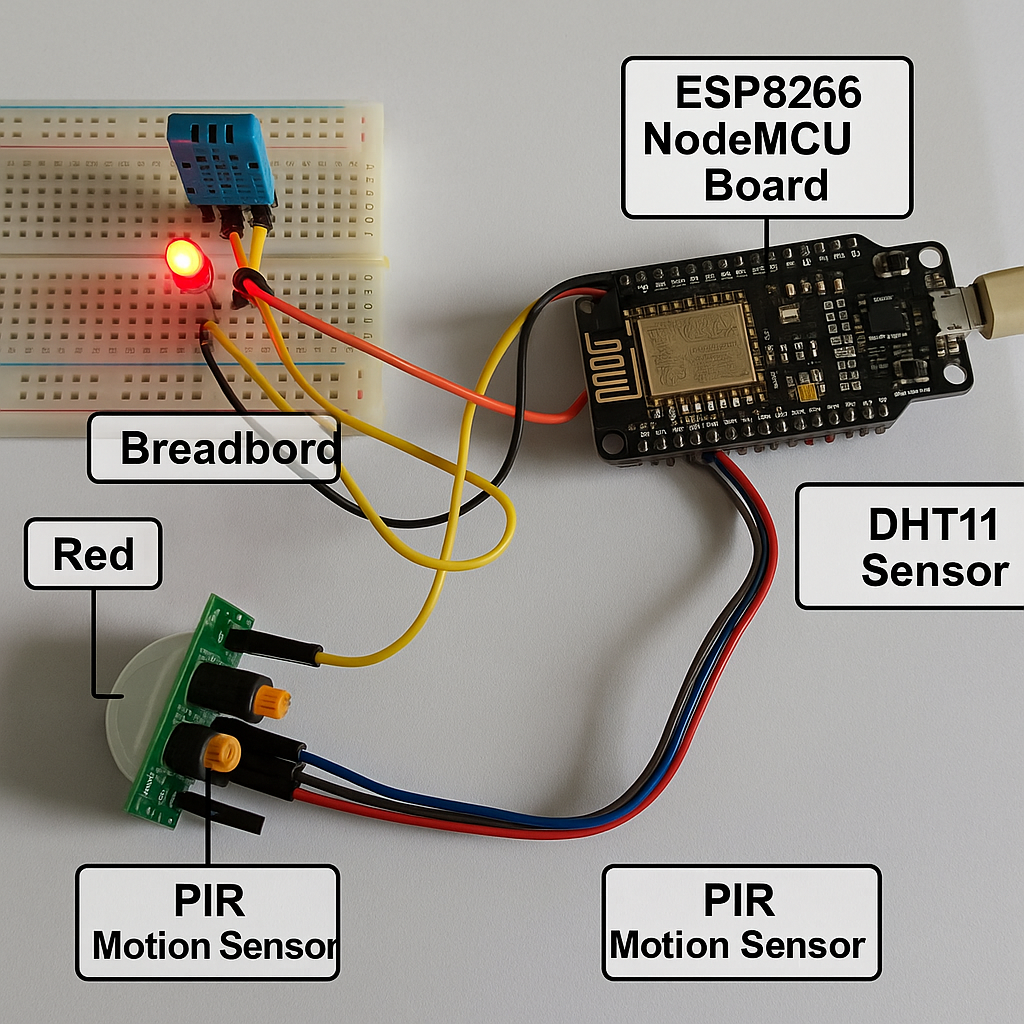 ESP8266
NodeMCU
Board
Breadbord
DHT11
Sensor
Red
PIR
Motion Sensor
PIR
Motion Sensor